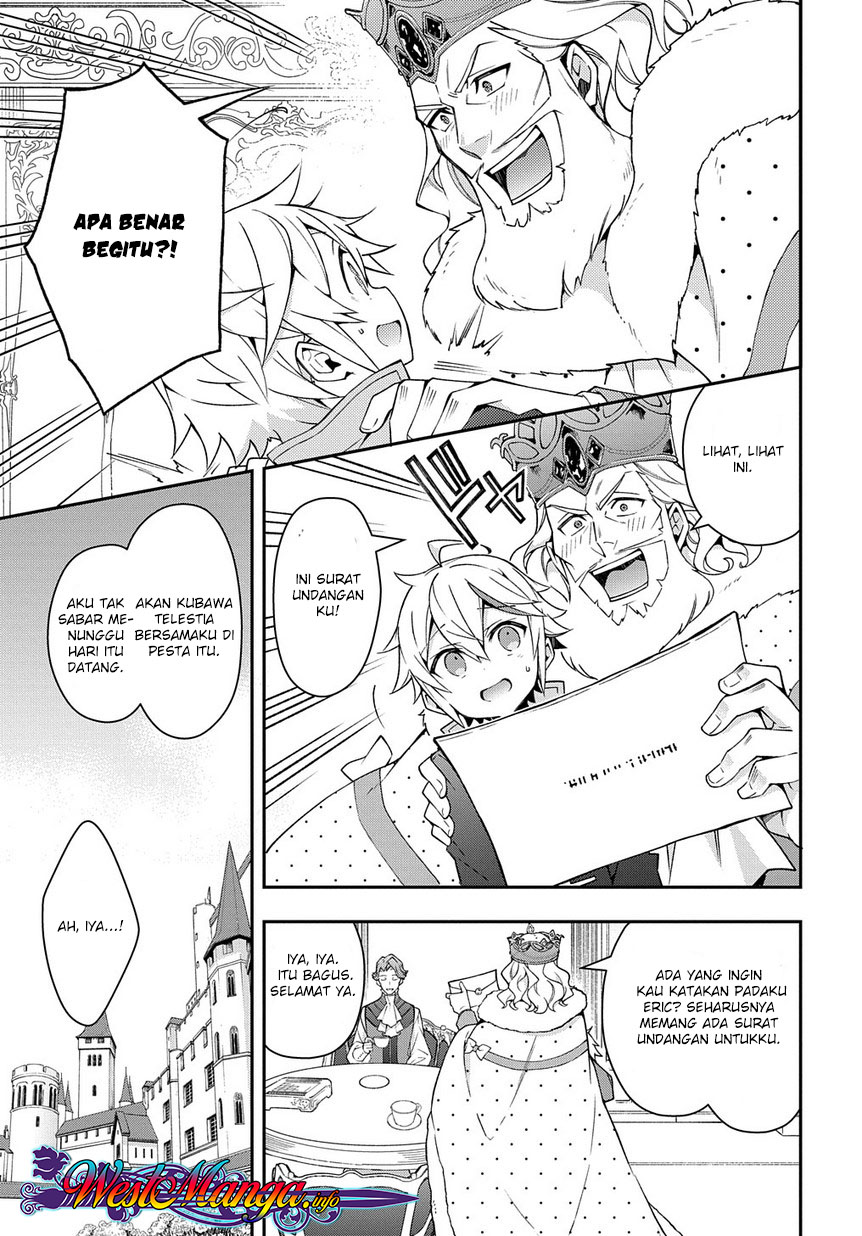 APA BENAR
BEGITU?!
LIHAT, LIHAT
INI.
ドヤ
INI SURAT
UNDANGAN
KU!
ADA YANG INGIN
KAU KATAKAN PADAKU
ERIC? SEHARUSNYA
MEMANG ADA SURAT
UNDANGAN UNTUKKU.
IYA, IYA.
ITU BAGUS.
SELAMAT YA.
AKAN KUBAWA
TELESTIA
BERSAMAKU DI
PESTA ITU.
AKU TAK
SABAR ME-
NUNGGU
HARI ITU
DATANG.
AH, IYA...!
WestManga.info